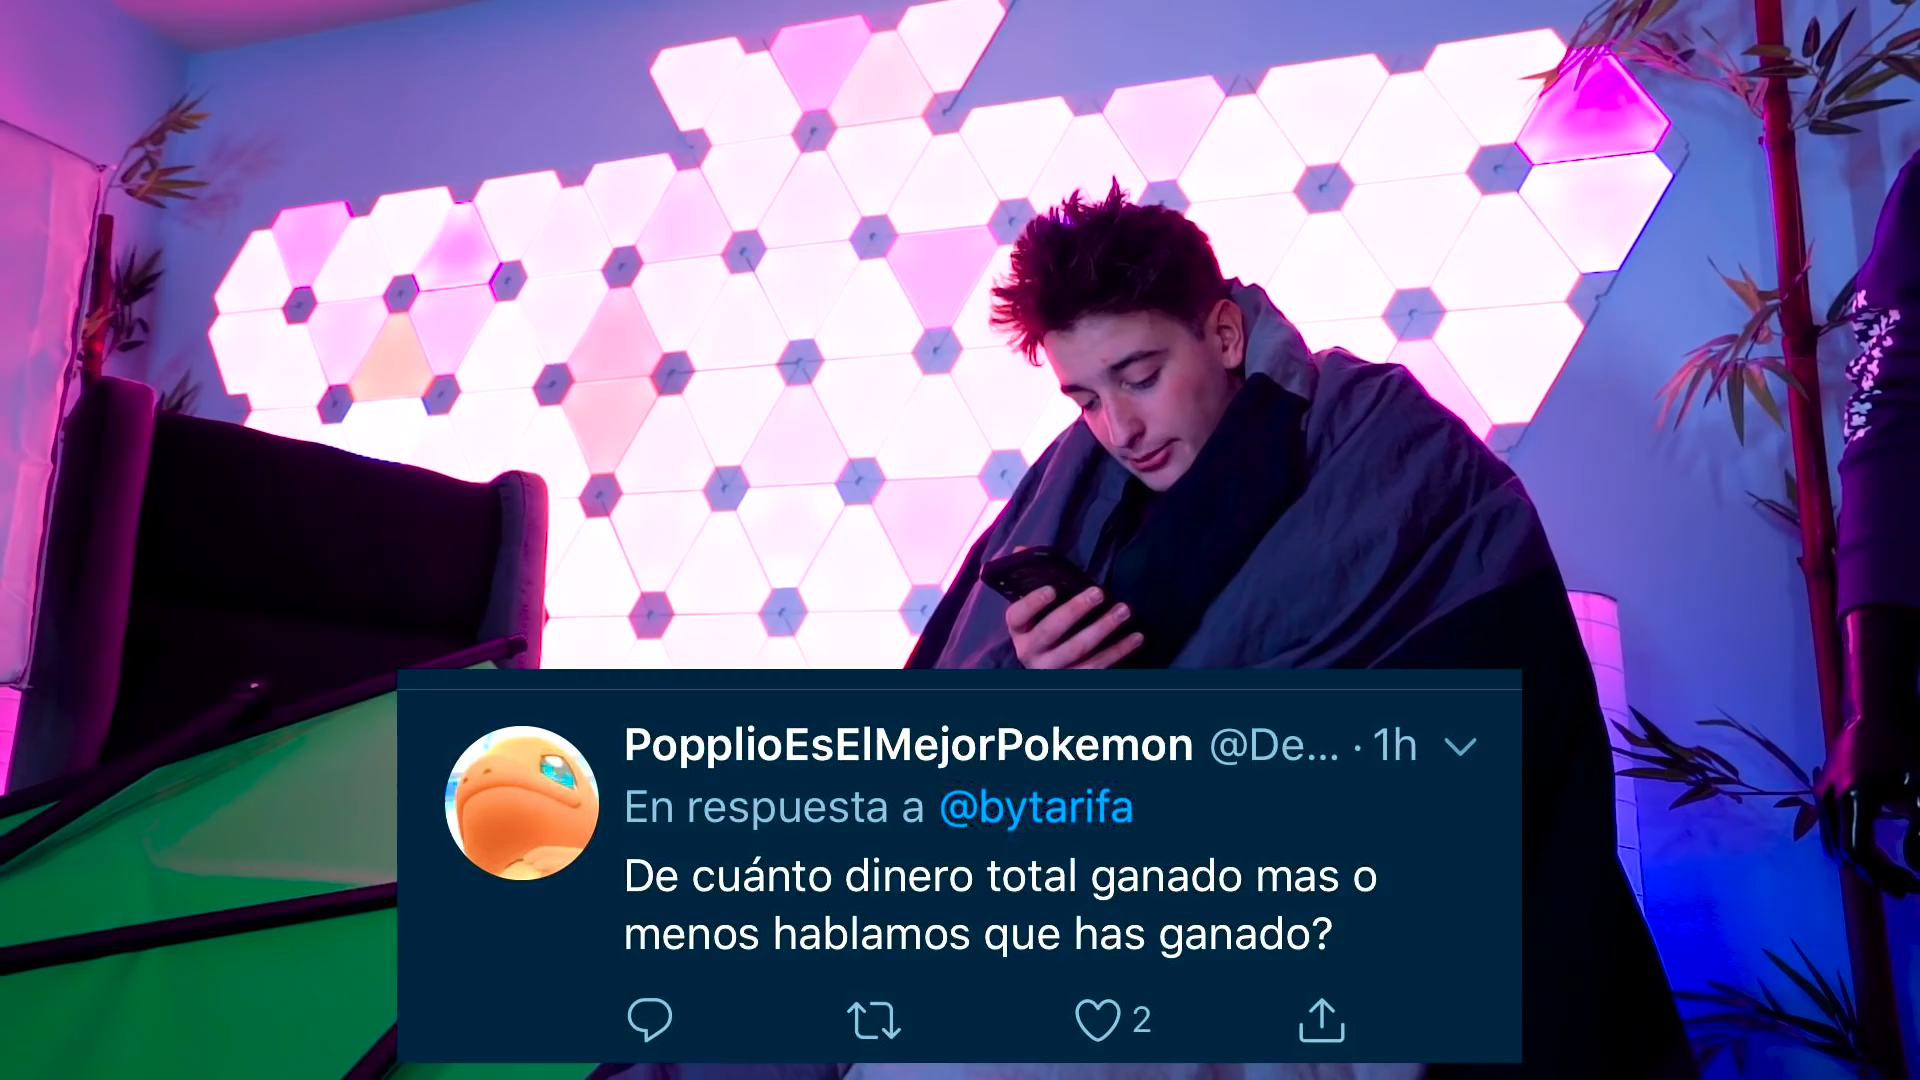 PopplioEsElMejorPokemon @De... · 1h
En respuesta a @bytarifa
De cuánto dinero total ganado mas o
menos hablamos que has ganado?
2